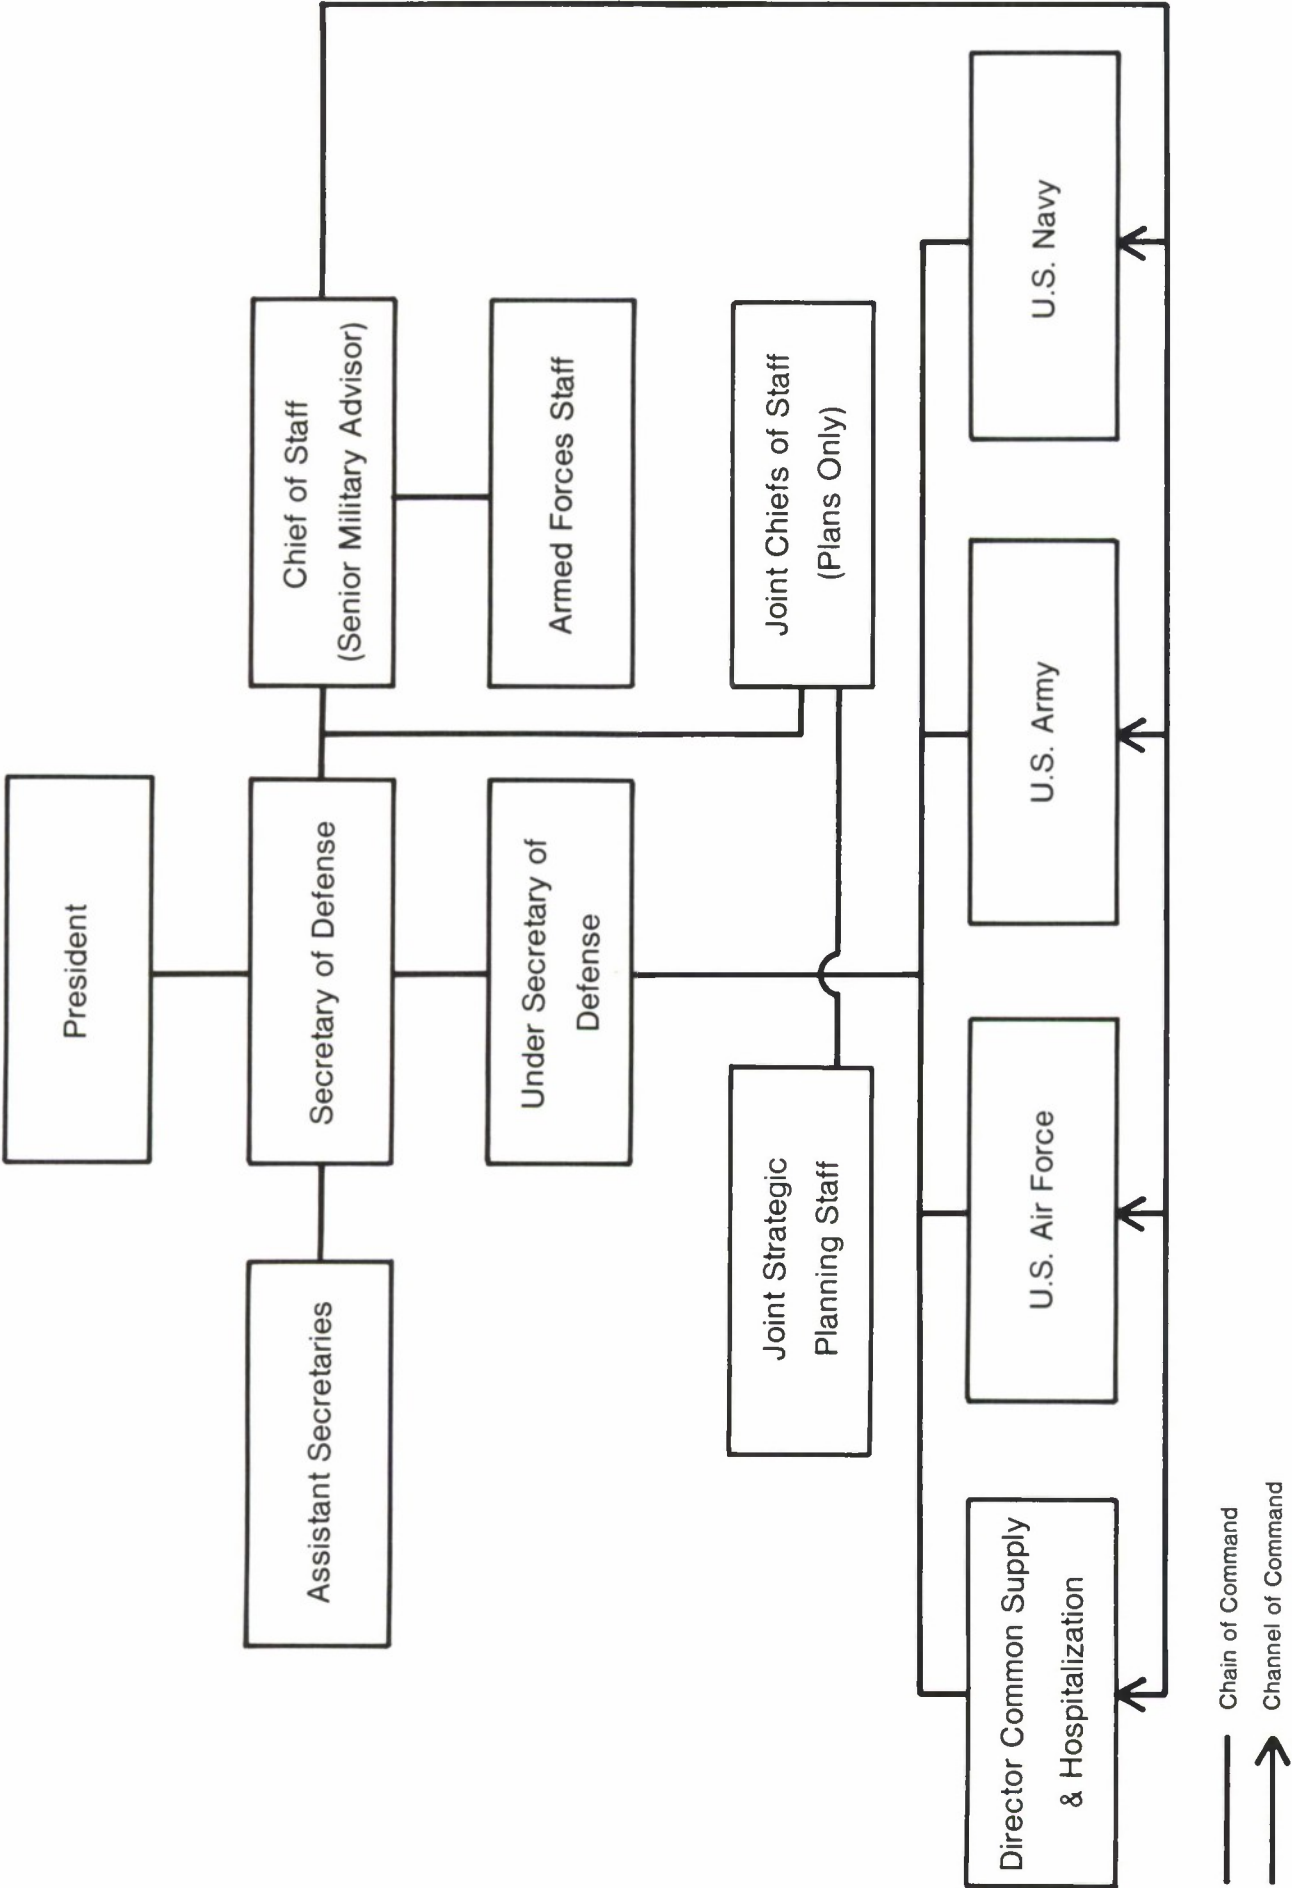 President
Assistant Secretaries
Secretary of Defense
Chief of Staff
(Senior Military Advisor)
Under Secretary of
Defense
Armed Forces Staff
Joint Strategic
Planning Staff
Joint Chiefs of Staff
(Plans Only)
Director Common Supply
& Hospitalization
U.S. Air Force
U.S. Army
U.S. Navy
Chain of Command
Channel of Command